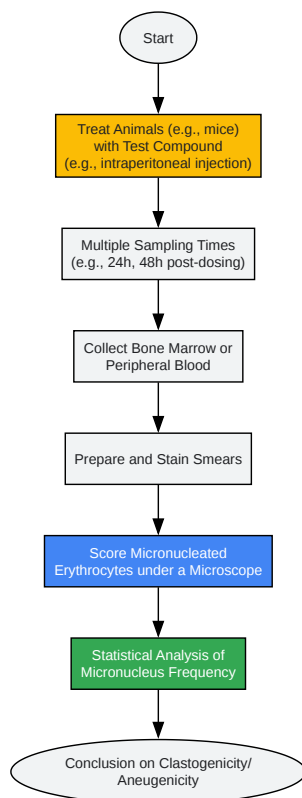 Start
Treat Animals (e.g., mice)
with Test Compound
(e.g., intraperitoneal injection)
Multiple Sampling Times
(e.g., 24h, 48h post-dosing)
Collect Bone Marrow or
Peripheral Blood
Prepare and Stain Smears
Score Micronucleated
Erythrocytes under a Microscope
Statistical Analysis of
Micronucleus Frequency
Conclusion on Clastogenicity/
Aneugenicity